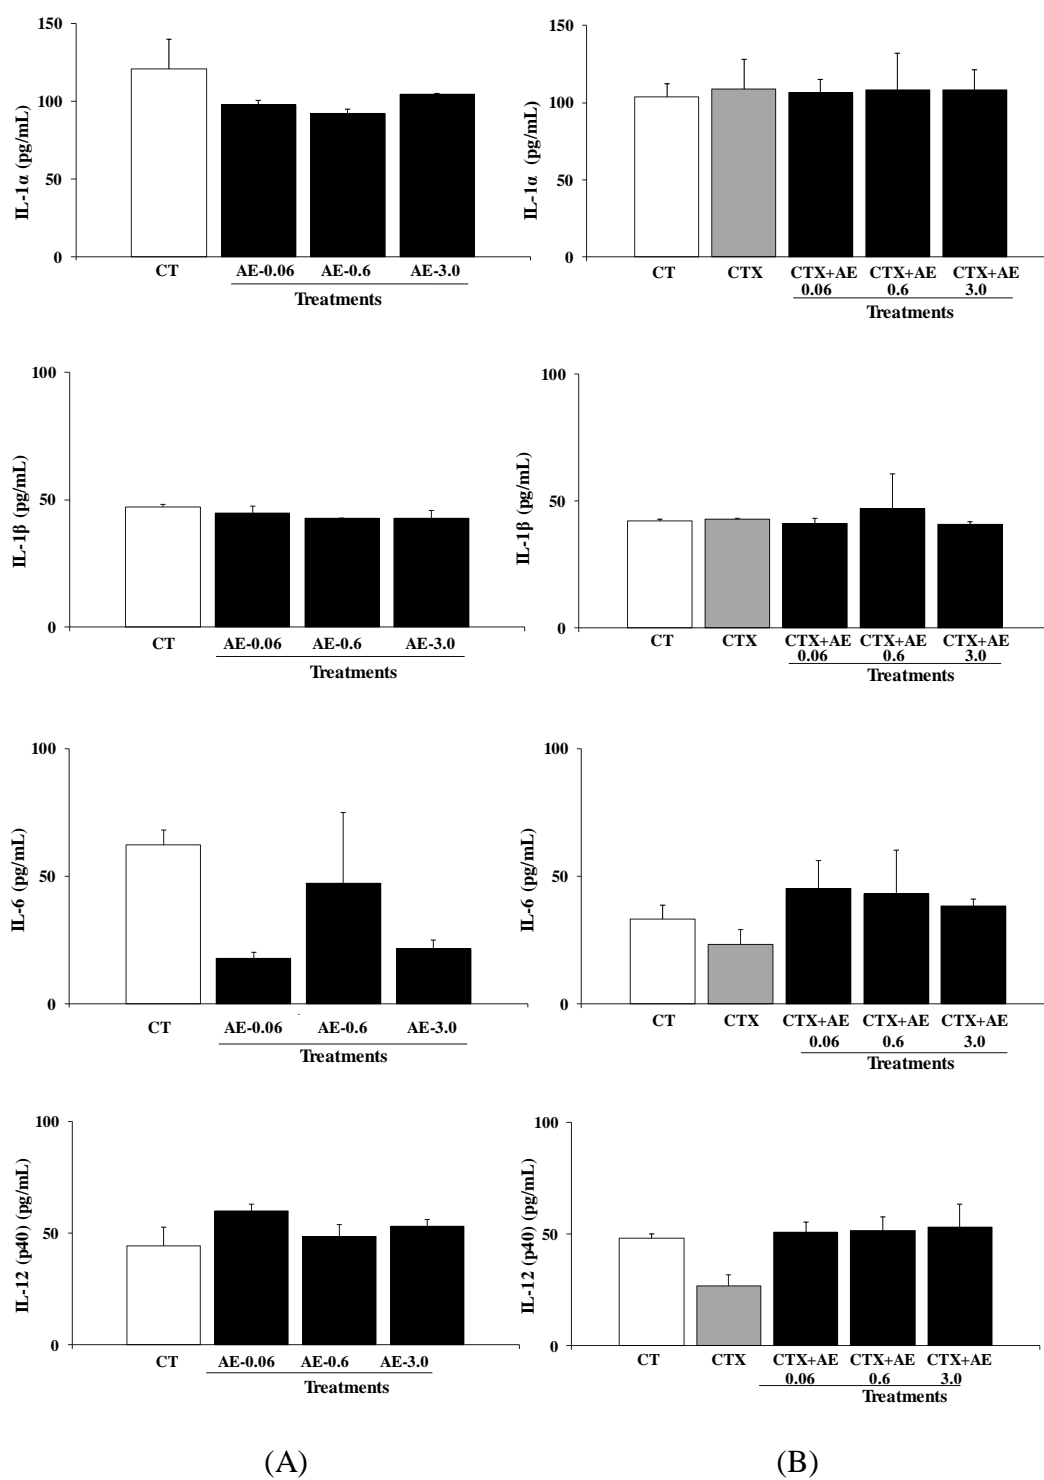 150
100
50
0
IL-1α (pg/mL)
CT
AE-0.06
AE-0.6
AE-3.0
Treatments
150
100
50
0
IL-1α (pg/mL)
CT
CTX
CTX+AE
0.06
CTX+AE
0.6
CTX+AE
3.0
Treatments
100
50
0
IL-1β (pg/mL)
CT
AE-0.06
AE-0.6
AE-3.0
Treatments
100
50
0
IL-1β (pg/mL)
CT
CTX
CTX+AE
0.06
CTX+AE
0.6
CTX+AE
3.0
Treatments
100
50
0
IL-6 (pg/mL)
CT
AE-0.06
AE-0.6
AE-3.0
Treatments
100
50
0
IL-6 (pg/mL)
CT
CTX
CTX+AE
0.06
CTX+AE
0.6
CTX+AE
3.0
Treatments
100
50
0
IL-12 (p40) (pg/mL)
CT
AE-0.06
AE-0.6
AE-3.0
Treatments
100
50
0
IL-12 (p40) (pg/mL)
CT
CTX
CTX+AE
0.06
CTX+AE
0.6
CTX+AE
3.0
Treatments
(A)
(B)